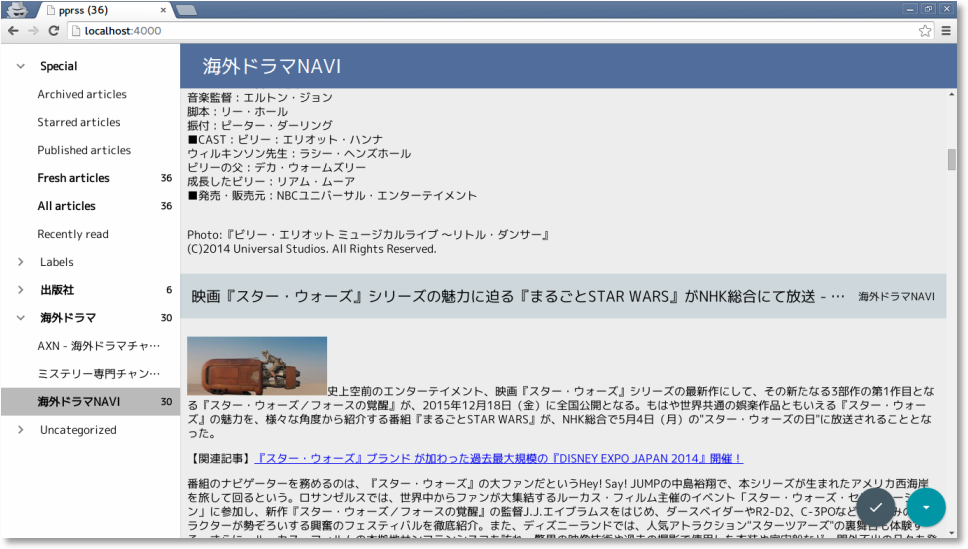 pprss (36)
localhost:4000
Special
Archived articles
Starred articles
Published articles
Fresh articles 36
All articles 36
Recently read
Labels
出版社 6
海外ドラマ 30
AXN - 海外ドラマチャ…
ミステリー専門チャン…
海外ドラマNAVI 30
Uncategorized
海外ドラマNAVI
音楽監督：エルトン・ジョン
脚本：リー・ホール
振付：ピーター・ダーリング
■CAST：ビリー：エリオット・ハンナ
ウィルキンソン先生：ラシー・ヘンズホール
ビリーの父：デカ・ウォームズリー
成長したビリー：リアム・ムーア
■発売・販売元：NBCユニバーサル・エンターテイメント
Photo:『ビリー・エリオット ミュージカルライブ ～リトル・ダンサー』
(C)2014 Universal Studios. All Rights Reserved.
映画『スター・ウォーズ』シリーズの魅力に迫る『まるごとSTAR WARS』がNHK総合にて放送 - … 海外ドラマNAVI
史上空前のエンターテイメント、映画『スター・ウォーズ』シリーズの最新作にして、その新たなる3部作の第1作目とな
る『スター・ウォーズ／フォースの覚醒』が、2015年12月18日（金）に全国公開となる。もはや世界共通の娯楽作品ともいえる『スター・ウォー
ズ』の魅力を、様々な角度から紹介する番組『まるごとSTAR WARS』が、NHK総合で5月4日（月）の"スター・ウォーズの日"に放送されることとな
った。
【関連記事】『スター・ウォーズ』ブランド が加わった過去最大規模の『DISNEY EXPO JAPAN 2014』開催！
番組のナビゲーターを務めるのは、『スター・ウォーズ』の大ファンだというHey! Say! JUMPの中島裕翔で、本シリーズが生まれたアメリカ西海岸
を旅して回るという。ロサンゼルスでは、世界中からファンが大集結するルーカス・フィルム主催のイベント「スター・ウォーズ・セ
ン」に参加し、新作『スター・ウォーズ／フォースの覚醒』の監督J.J.エイブラムスをはじめ、ダースベイダーやR2-D2、C-3POなど
ラクターが勢ぞろいする興奮のフェスティバルを徹底紹介。また、ディズニーランドでは、人気アトラクション"スターツアーズ"の裏舞台も体験す